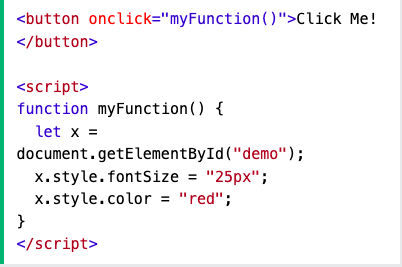 <button onclick="myFunction()">Click Me!
</button>

<script>
function myFunction() {
  let x =
document.getElementById("demo");
  x.style.fontSize = "25px";
  x.style.color = "red";
}
</script>